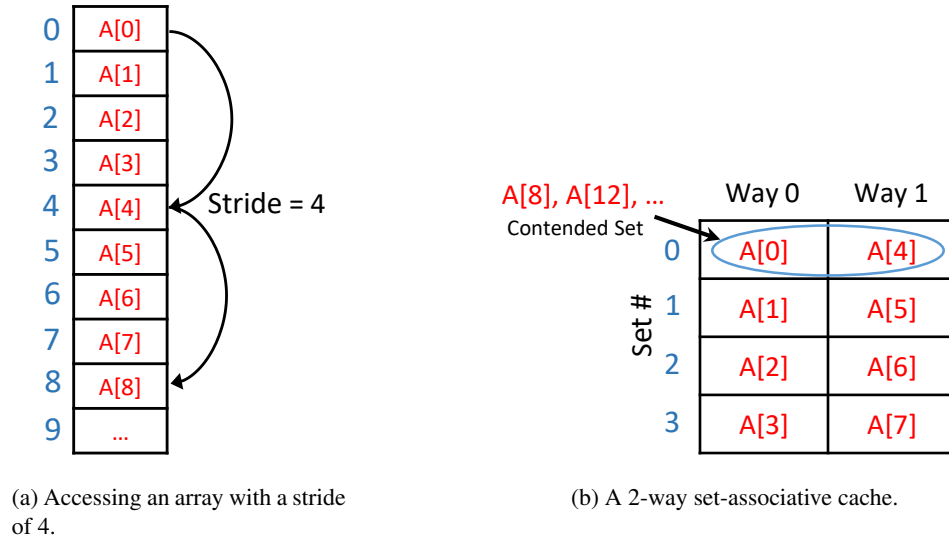 0 A[0]
1 A[1]
2 A[2]
3 A[3]
4 A[4]
5 A[5]
6 A[6]
7 A[7]
8 A[8]
9 ...
Stride = 4
(a) Accessing an array with a stride
of 4.
A[8], A[12], ...
Contended Set
Way 0 Way 1
Set #
0 A[0] A[4]
1 A[1] A[5]
2 A[2] A[6]
3 A[3] A[7]
(b) A 2-way set-associative cache.